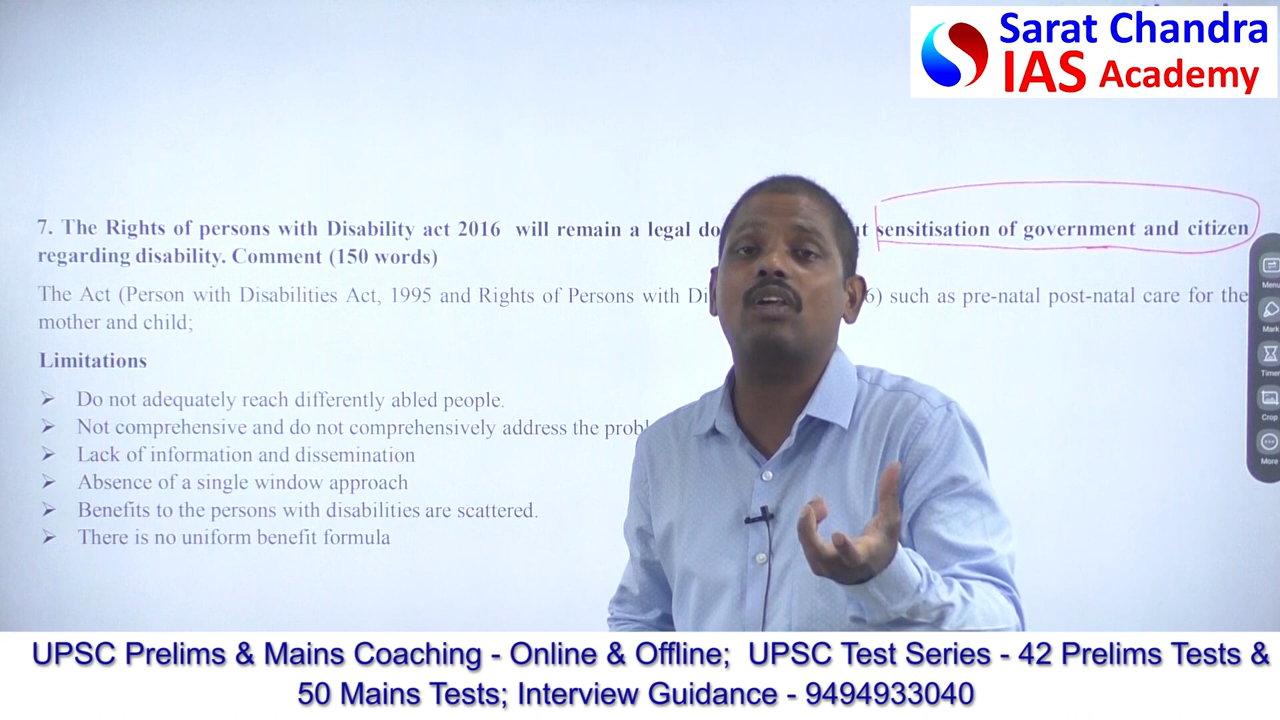 Sarat Chandra
IAS Academy
7. The Rights of persons with Disability act 2016 will remain a legal sensitisation of government and citizen
regarding disability. Comment (150 words)
The Act (Person with Disabilities Act, 1995 and Rights of Persons with such as pre-natal post-natal care for the
mother and child;
Limitations
➤ Do not adequately reach differently abled people.
➤ Not comprehensive and do not comprehensively address the
➤ Lack of information and dissemination
➤ Absence of a single window approach
➤ Benefits to the persons with disabilities are scattered.
➤ There is no uniform benefit formula
Menu
Mark
Timer
Crop
More
UPSC Prelims & Mains Coaching - Online & Offline; UPSC Test Series - 42 Prelims Tests &
50 Mains Tests; Interview Guidance - 9494933040